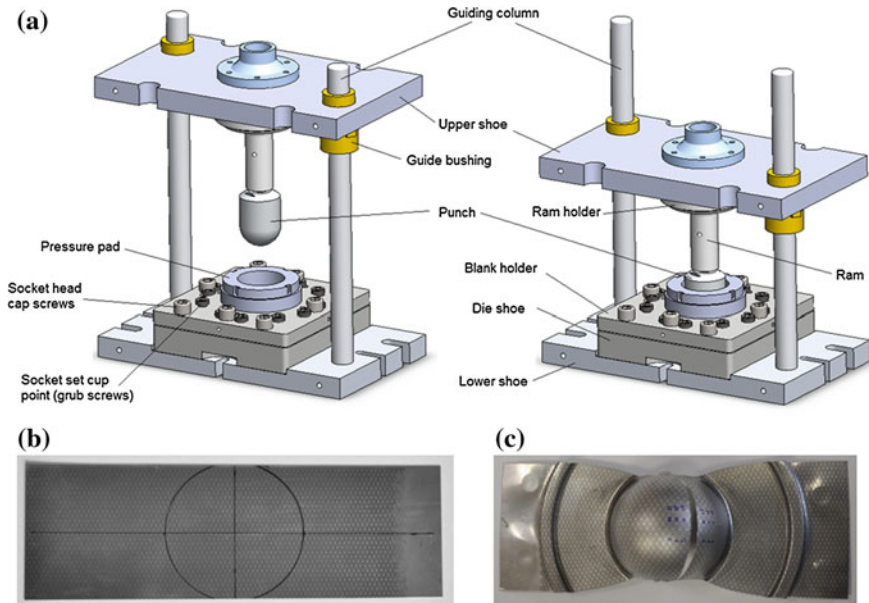 (a)
Guiding column
Upper shoe
Guide bushing
Punch
Ram holder
Pressure pad
Ram
Blank holder
Socket head
cap screws
Die shoe
Socket set cup
point (grub screws)
Lower shoe
(b)
(c)